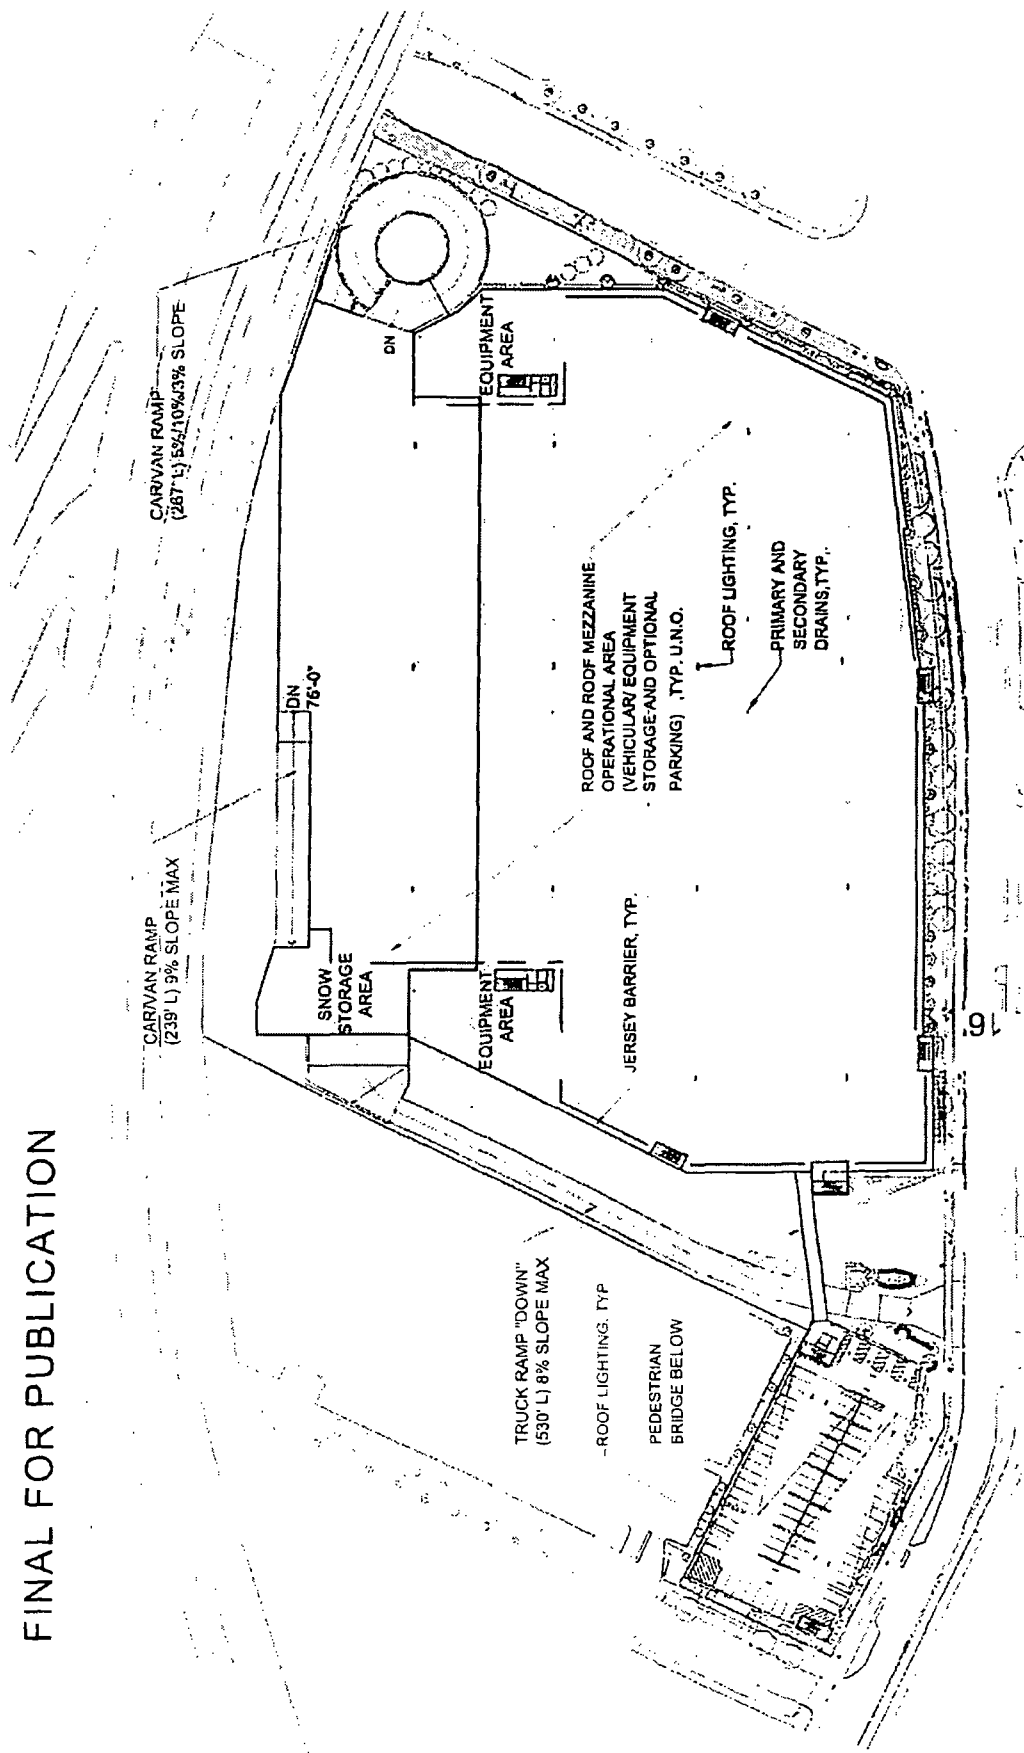 FINAL FOR PUBLICATION
CAR/VAN RAMP
(239' L) 9% SLOPE MAX
CAR/VAN RAMP
(267' L) 5%/10%/3% SLOPE
DN
76'-0"
DN
SNOW
STORAGE
AREA
EQUIPMENT
AREA
EQUIPMENT
AREA
ROOF AND ROOF MEZZANINE
OPERATIONAL AREA
(VEHICULAR/ EQUIPMENT
STORAGE AND OPTIONAL
PARKING) ,TYP. U.N.O.
JERSEY BARRIER, TYP.
ROOF LIGHTING, TYP.
PRIMARY AND
SECONDARY
DRAINS,TYP.
TRUCK RAMP "DOWN"
(530' L) 8% SLOPE MAX
ROOF LIGHTING, TYP
PEDESTRIAN
BRIDGE BELOW
16'